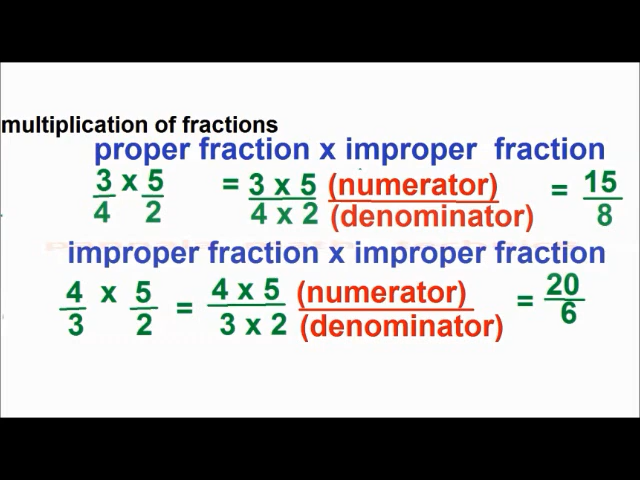 multiplication of fractions
proper fraction x improper fraction
3/4 x 5/2 = 3 x 5/4 x 2 (numerator)/(denominator) = 15/8
improper fraction x improper fraction
4/3 x 5/2 = 4 x 5/3 x 2 (numerator)/(denominator) = 20/6